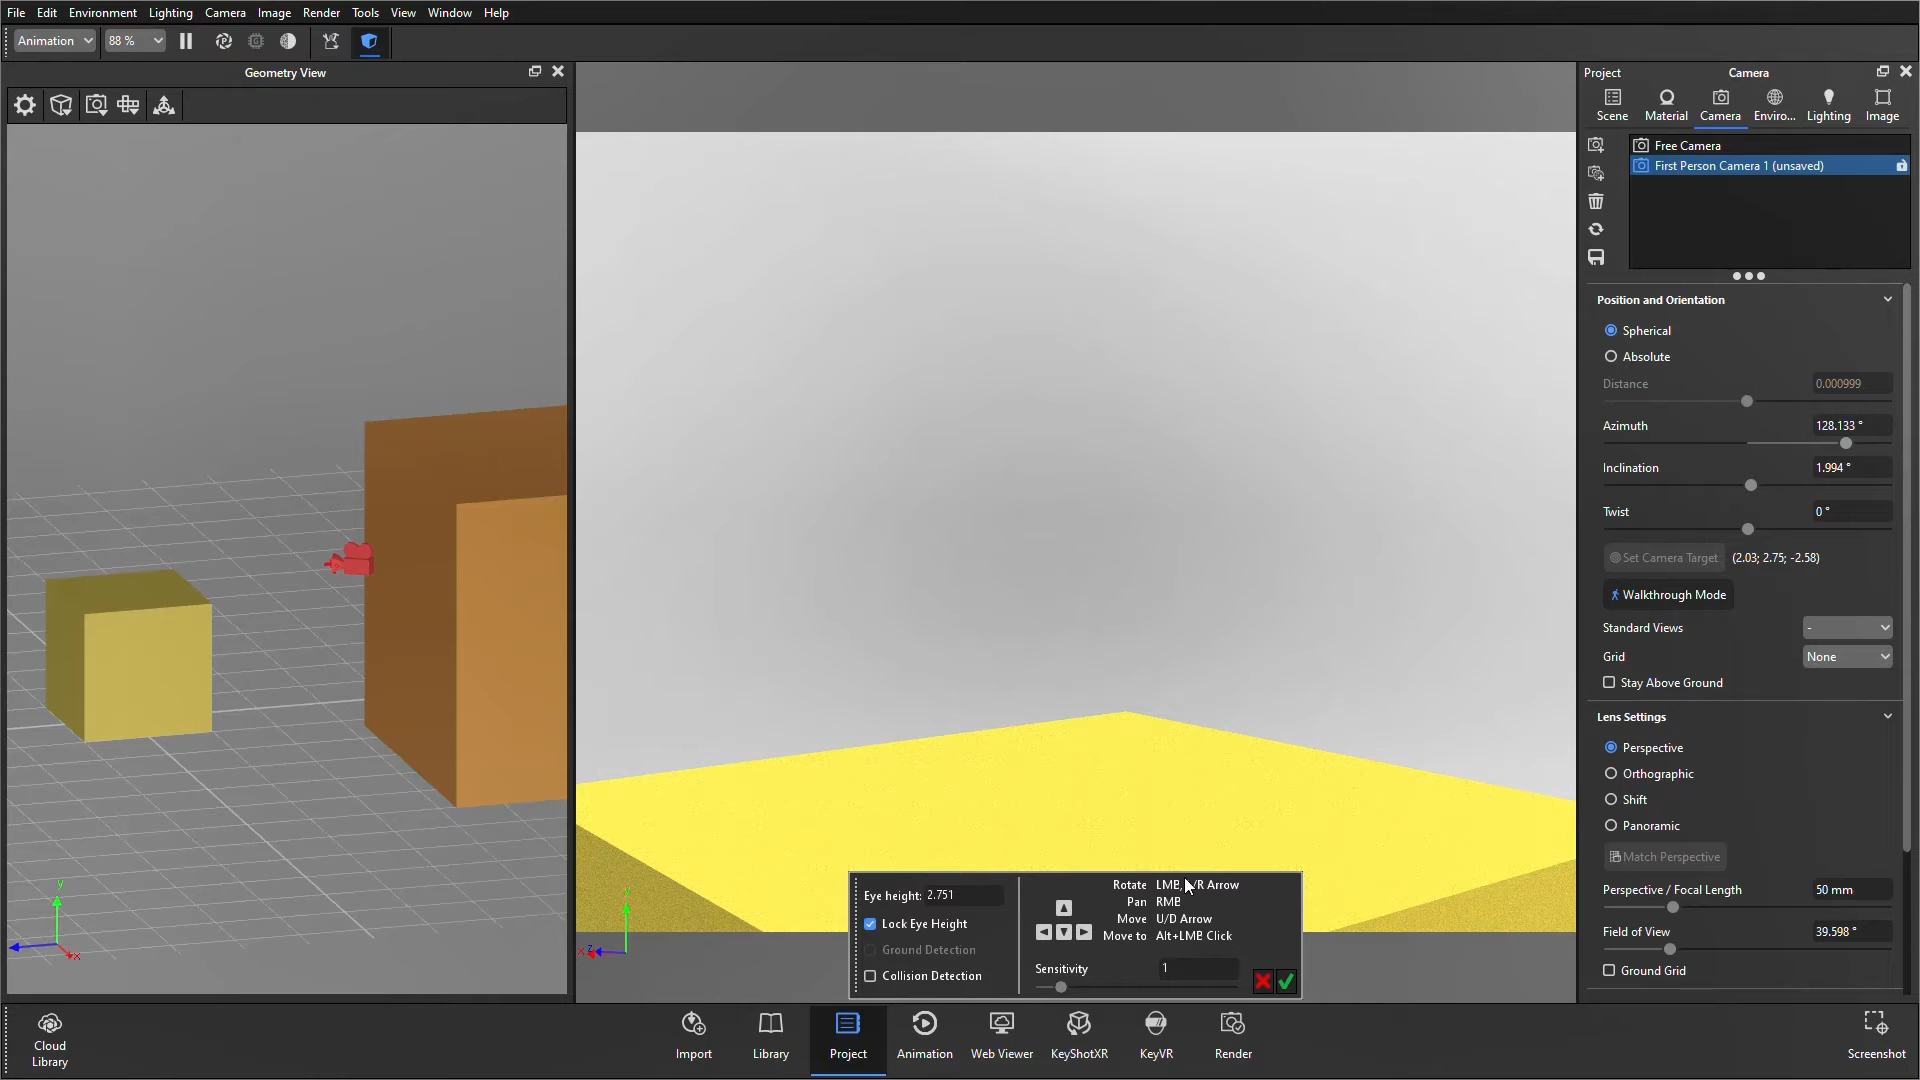 File Edit Environment Lighting Camera Image Render Tools View Window Help
Animation 88 %
Geometry View
Project Camera
Scene Material Camera Enviro... Lighting Image
Free Camera
First Person Camera 1 (unsaved)
Position and Orientation
Spherical
Absolute
Distance 0.000999
Azimuth 128.133 °
Inclination 1.994 °
Twist 0 °
Set Camera Target (2.03; 2.75; -2.58)
Walkthrough Mode
Standard Views -
Grid None
Stay Above Ground
Lens Settings
Perspective
Orthographic
Shift
Panoramic
Match Perspective
Perspective / Focal Length 50 mm
Field of View 39.598 °
Ground Grid
Eye height: 2.751
Lock Eye Height
Ground Detection
Collision Detection
Rotate LMB, /R Arrow
Pan RMB
Move U/D Arrow
Move to Alt+LMB Click
Sensitivity 1
y
x
y
x z
Cloud Library
Import Library Project Animation Web Viewer KeyShotXR KeyVR Render
Screenshot